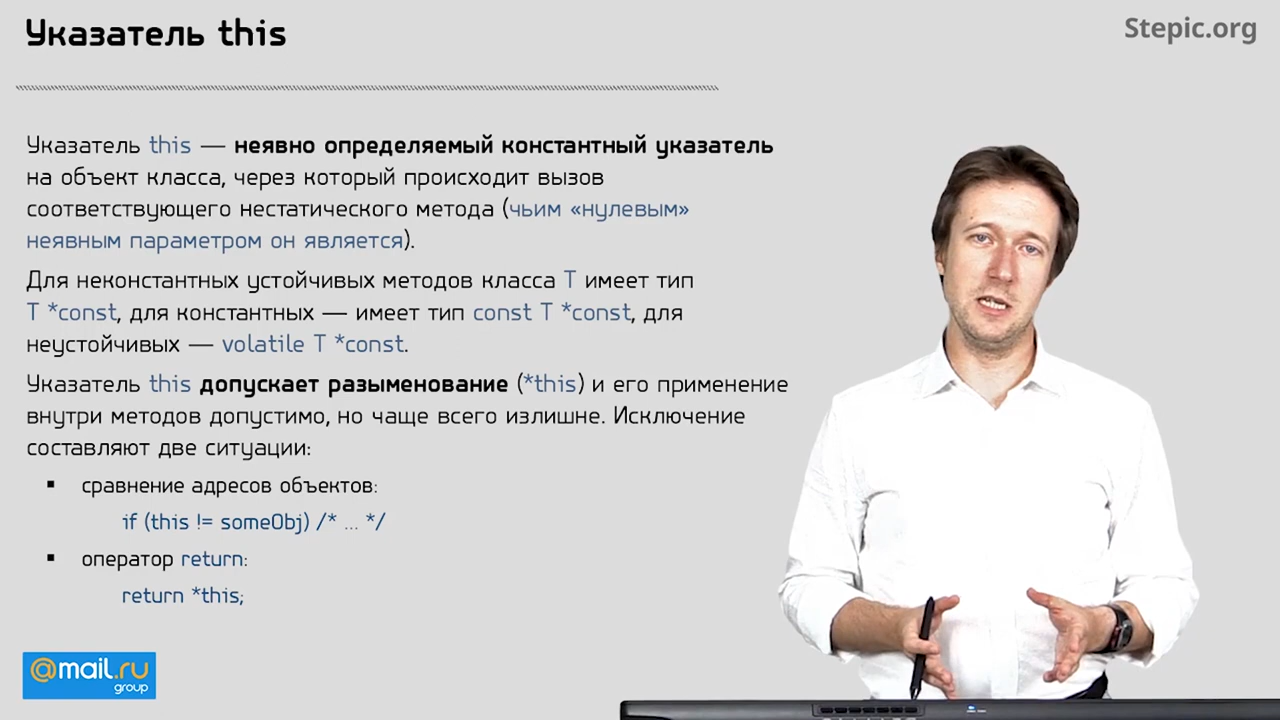 Указатель this
Stepic.org
Указатель this — неявно определяемый константный указатель
на объект класса, через который происходит вызов
соответствующего нестатического метода (чьим «нулевым»
неявным параметром он является).
Для неконстантных устойчивых методов класса T имеет тип
T *const, для константных — имеет тип const T *const, для
неустойчивых — volatile T *const.
Указатель this допускает разыменование (*this) и его применение
внутри методов допустимо, но чаще всего излишне. Исключение
составляют две ситуации:
▪ сравнение адресов объектов:
if (this != someObj) /* ... */
▪ оператор return:
return *this;
@mail.ru
group